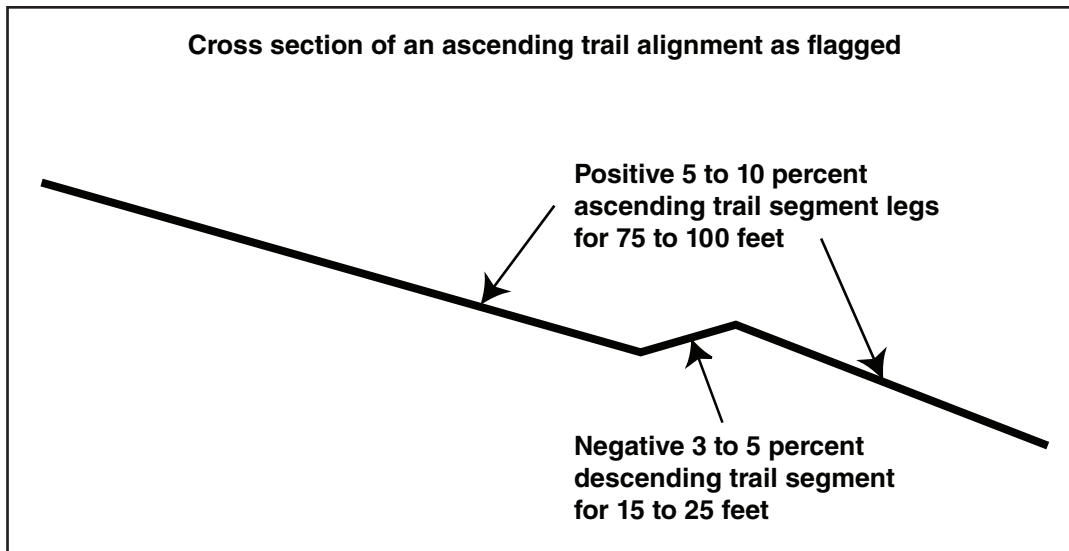 Cross section of an ascending trail alignment as flagged
Positive 5 to 10 percent
ascending trail segment legs
for 75 to 100 feet
Negative 3 to 5 percent
descending trail segment
for 15 to 25 feet